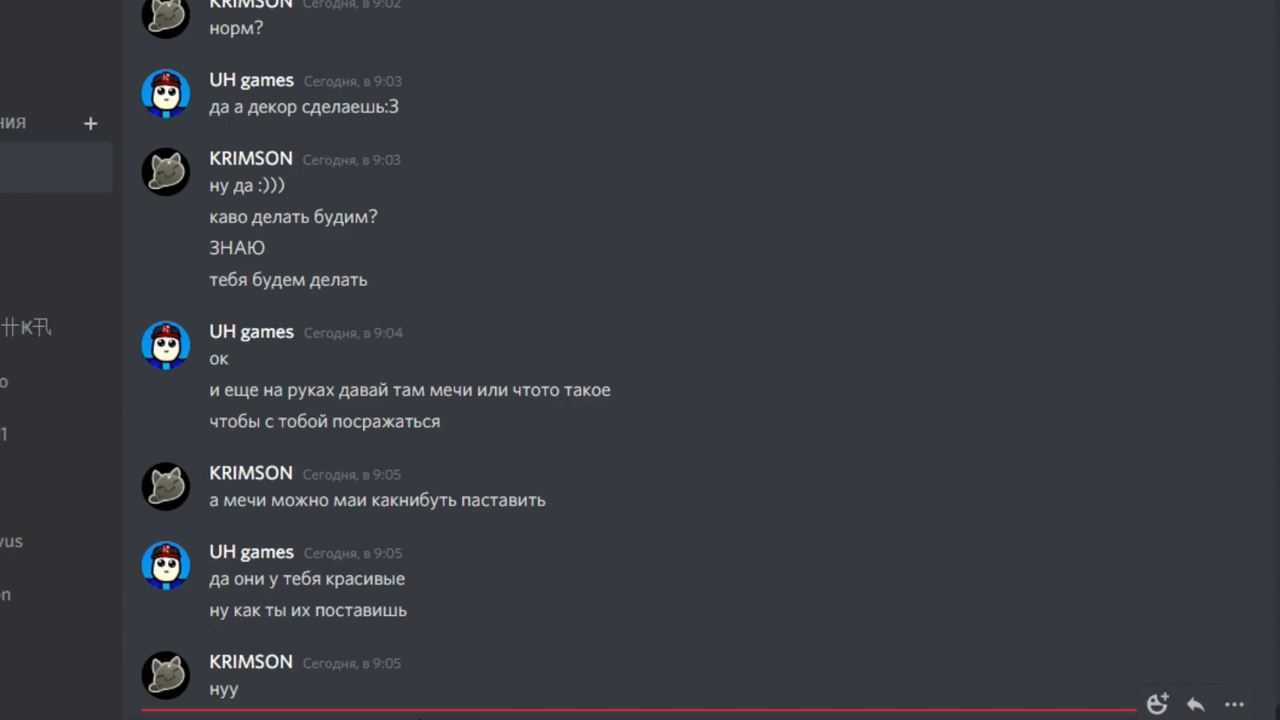 KRIMSON Сегодня, в 9:02
норм?
UH games Сегодня, в 9:03
да а декор сделаешь:3
ния +
KRIMSON Сегодня, в 9:03
ну да :)))
каво делать будим?
ЗНАЮ
тебя будем делать
UH games Сегодня, в 9:04
ок
и еще на руках давай там мечи или чтото такое
o
чтобы с тобой посражаться
1
KRIMSON Сегодня, в 9:05
а мечи можно маи какнибуть паставить
UH games Сегодня, в 9:05
vus
да они у тебя красивые
n
ну как ты их поставишь
KRIMSON Сегодня, в 9:05
нуу